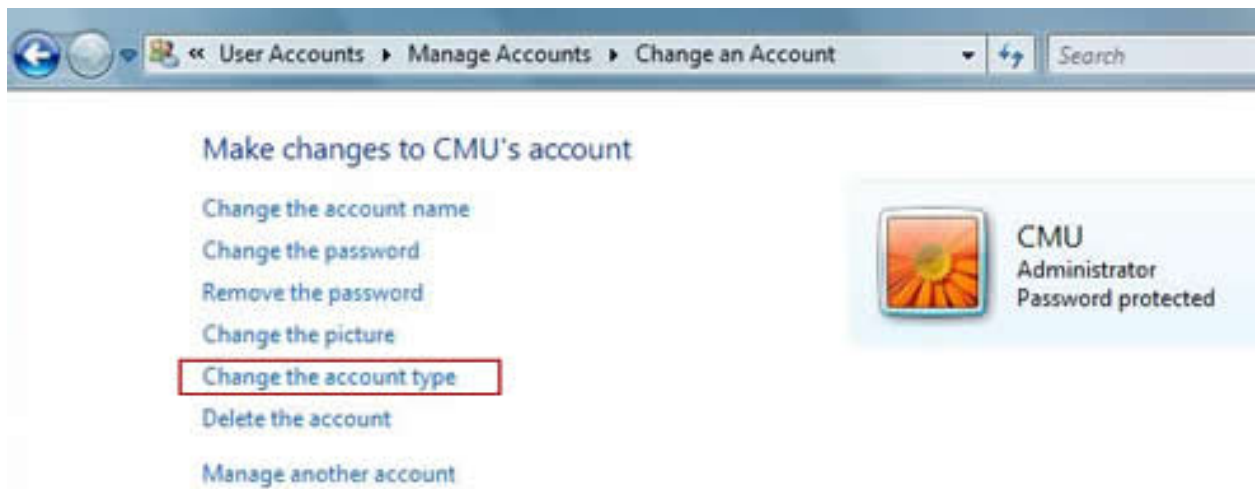 « User Accounts ▸ Manage Accounts ▸ Change an Account
Search
Make changes to CMU's account
Change the account name
Change the password
Remove the password
Change the picture
Change the account type
Delete the account
Manage another account
CMU
Administrator
Password protected